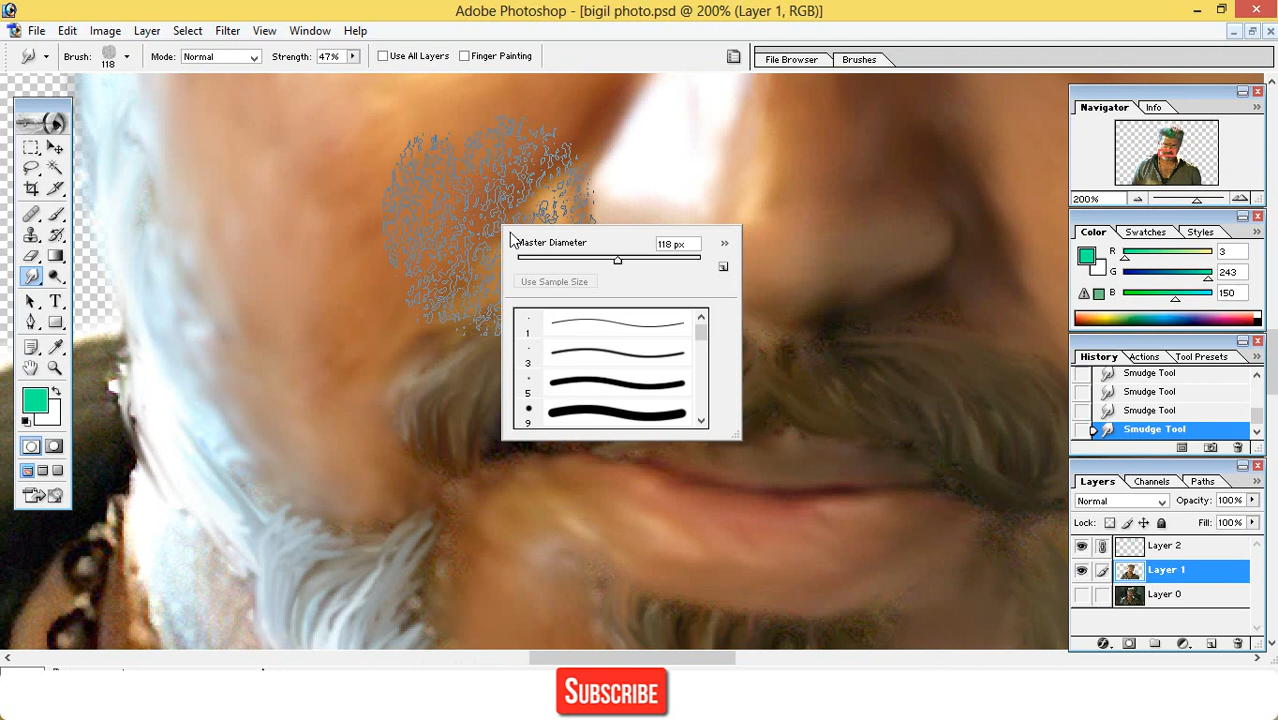 Adobe Photoshop - [bigil photo.psd @ 200% (Layer 1, RGB)]
File Edit Image Layer Select Filter View Window Help
Brush: 118 Mode: Normal Strength: 47% Use All Layers Finger Painting File Browser Brushes
Navigator Info
200%
Color Swatches Styles
R 3
G 243
B 150
Master Diameter 118 px
Use Sample Size
1
3
5
9
History Actions Tool Presets
Smudge Tool
Smudge Tool
Smudge Tool
Smudge Tool
Layers Channels Paths
Normal Opacity: 100%
Lock: Fill: 100%
Layer 2
Layer 1
Layer 0
SUBSCRIBE